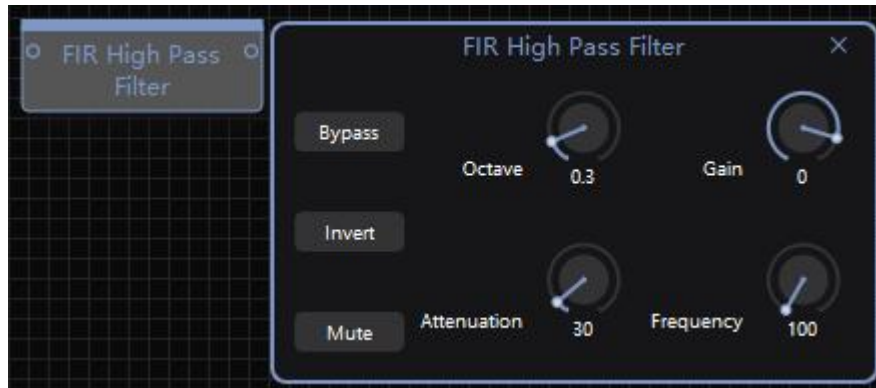 FIR High Pass
Filter
FIR High Pass Filter
Bypass
Octave
0.3
Gain
0
Invert
Attenuation
30
Frequency
100
Mute